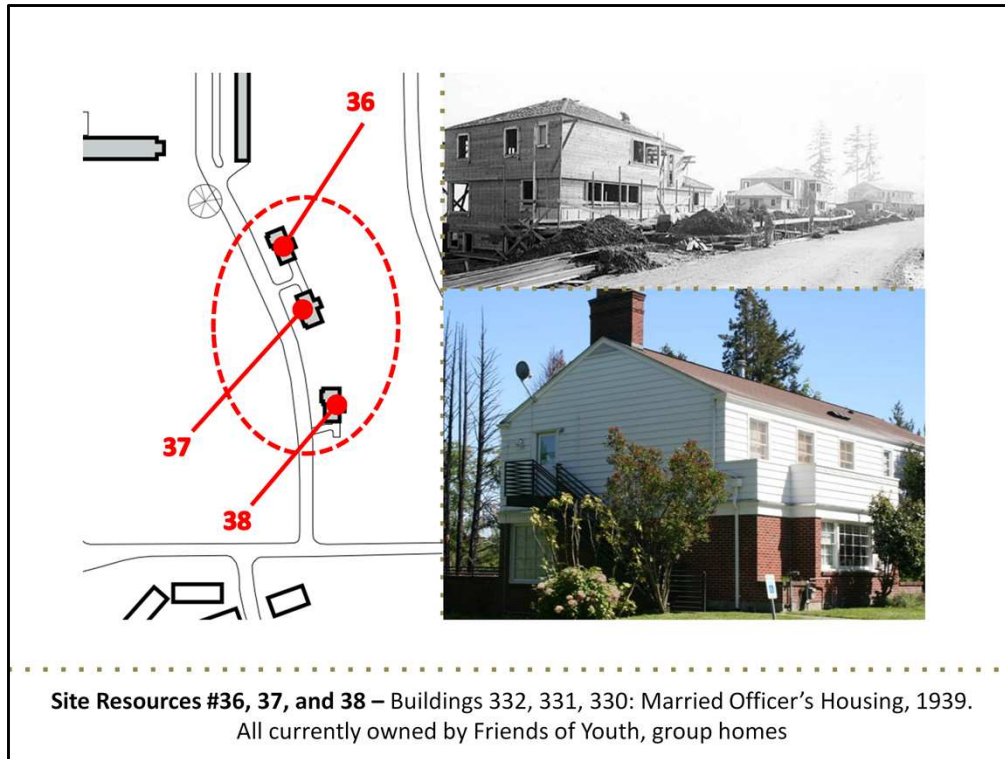 36
37
38
Site Resources #36, 37, and 38 – Buildings 332, 331, 330: Married Officer's Housing, 1939.
All currently owned by Friends of Youth, group homes